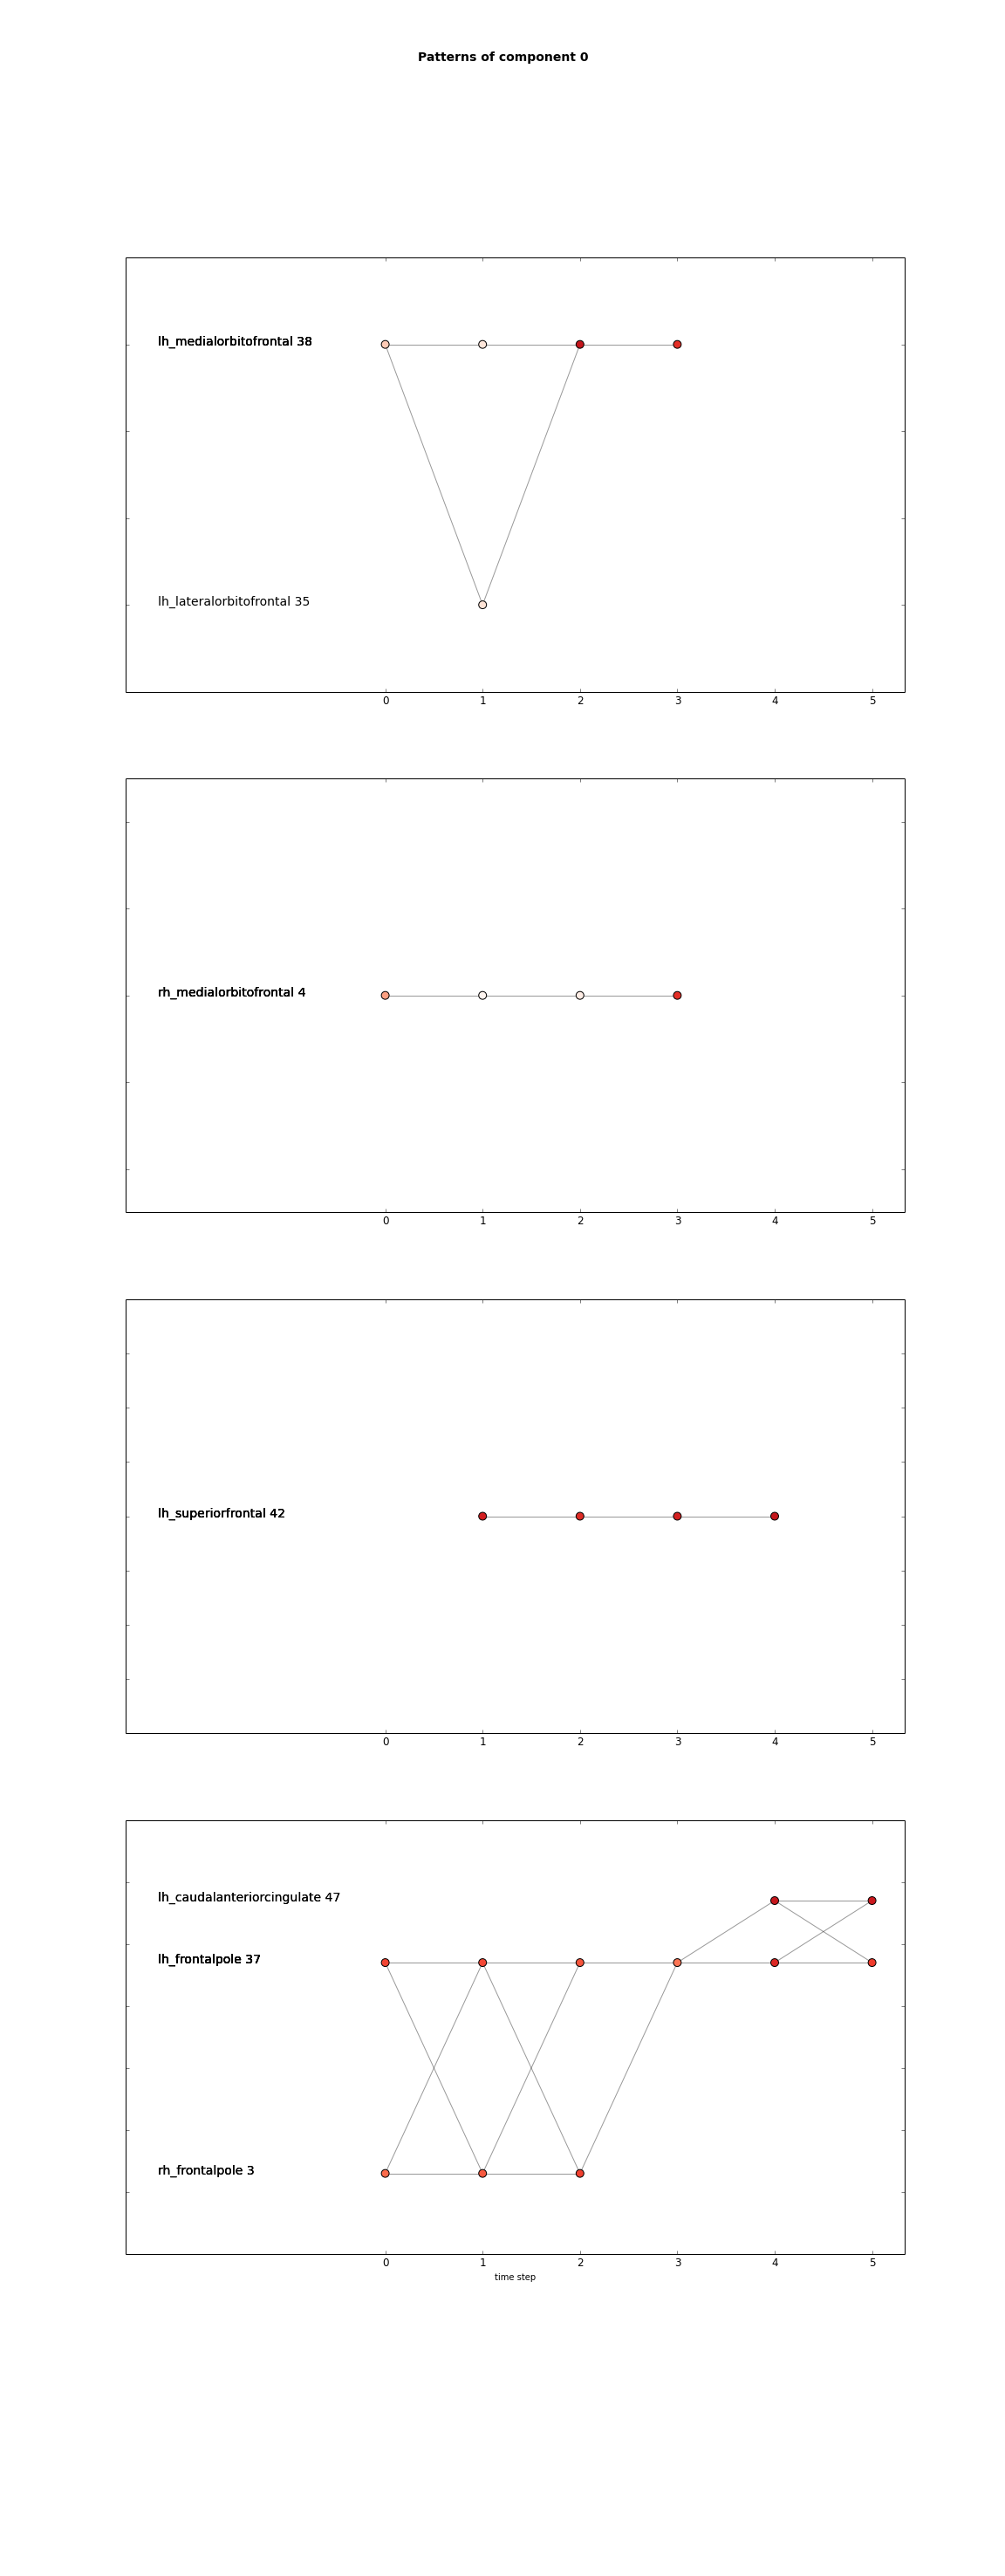 Patterns of component 0
lh_medialorbitofrontal 38
lh_lateralorbitofrontal 35
0 1 2 3 4 5
rh_medialorbitofrontal 4
0 1 2 3 4 5
lh_superiorfrontal 42
0 1 2 3 4 5
lh_caudalanteriorcingulate 47
lh_frontalpole 37
rh_frontalpole 3
0 1 2 3 4 5
time step